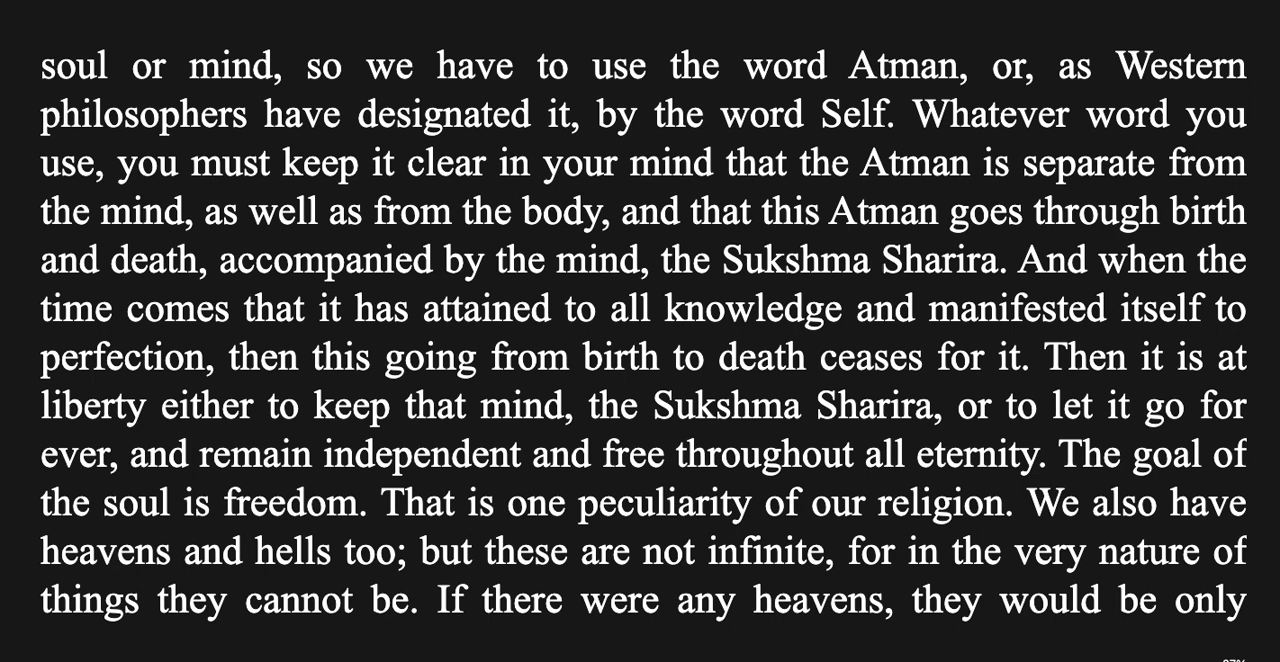 soul or mind, so we have to use the word Atman, or, as Western
philosophers have designated it, by the word Self. Whatever word you
use, you must keep it clear in your mind that the Atman is separate from
the mind, as well as from the body, and that this Atman goes through birth
and death, accompanied by the mind, the Sukshma Sharira. And when the
time comes that it has attained to all knowledge and manifested itself to
perfection, then this going from birth to death ceases for it. Then it is at
liberty either to keep that mind, the Sukshma Sharira, or to let it go for
ever, and remain independent and free throughout all eternity. The goal of
the soul is freedom. That is one peculiarity of our religion. We also have
heavens and hells too; but these are not infinite, for in the very nature of
things they cannot be. If there were any heavens, they would be only